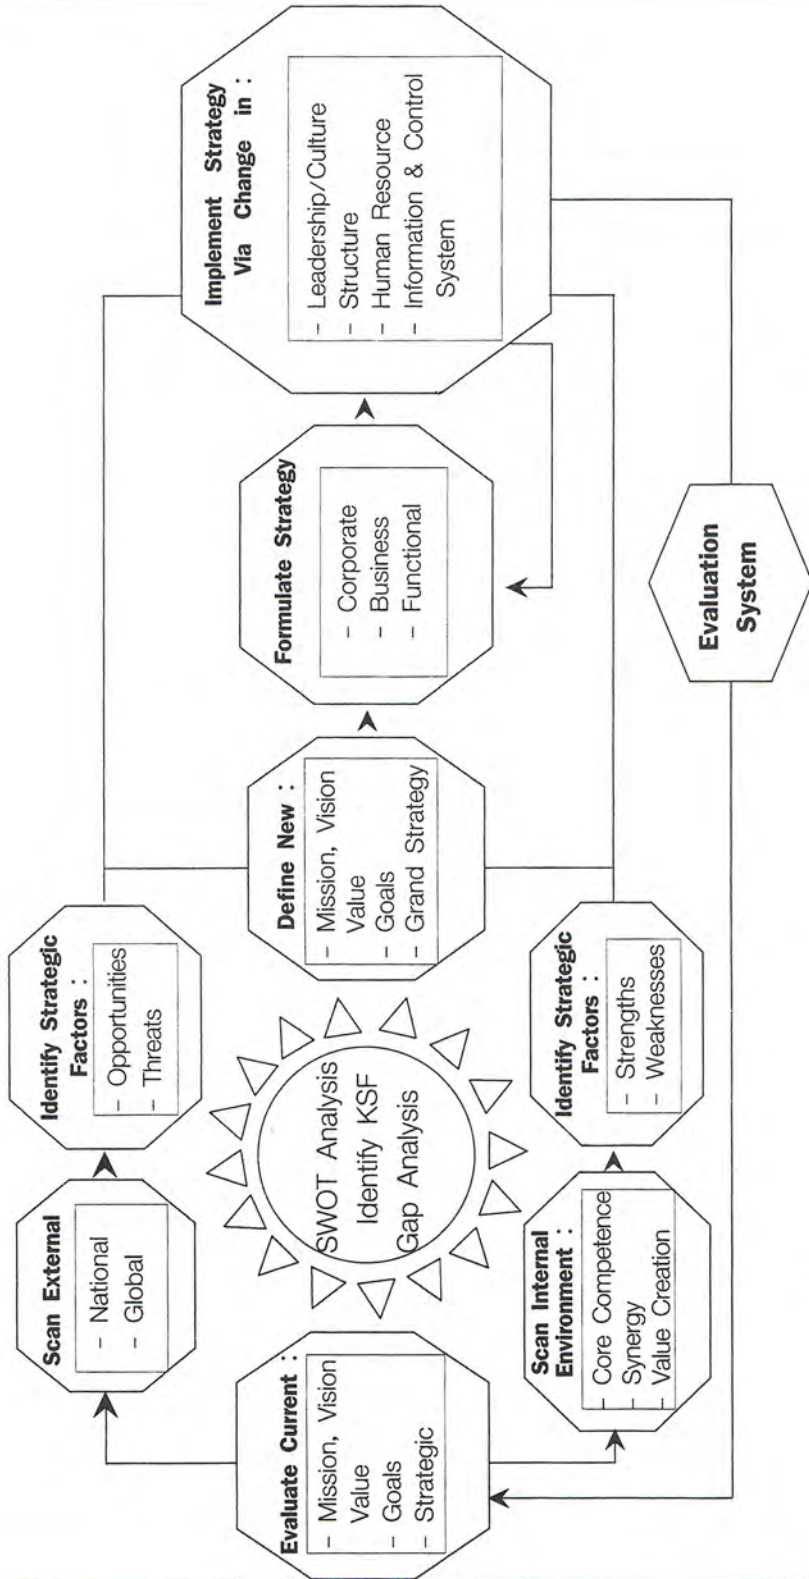 Evaluate Current :
– Mission, Vision
Value
– Goals
– Strategic
Scan External
– National
– Global
Identify Strategic
Factors :
– Opportunities
– Threats
SWOT Analysis
Identify KSF
Gap Analysis
Scan Internal
Environment :
– Core Competence
– Synergy
– Value Creation
Identify Strategic
Factors :
– Strengths
– Weaknesses
Define New :
– Mission, Vision
Value
– Goals
– Grand Strategy
Formulate Strategy
– Corporate
– Business
– Functional
Implement Strategy
Via Change in :
– Leadership/Culture
– Structure
– Human Resource
– Information & Control
System
Evaluation
System